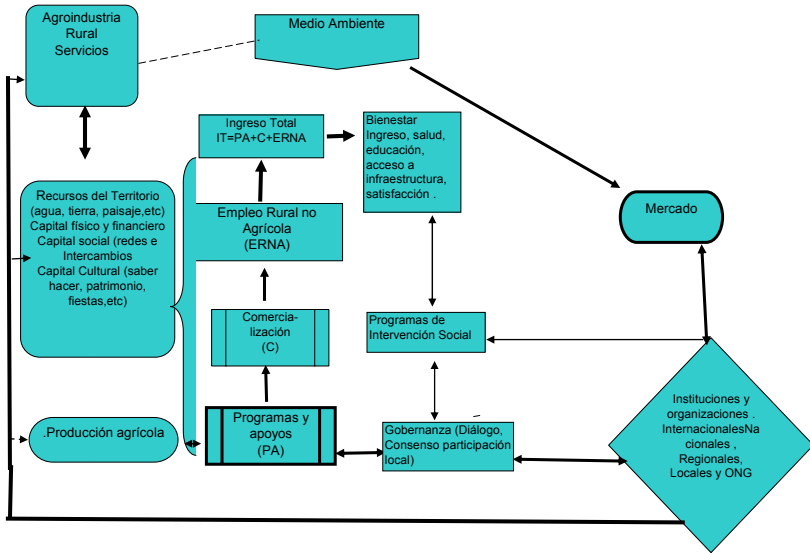 Agroindustria
Rural
Servicios
Medio Ambiente
Ingreso Total
IT=PA+C+ERNA
Bienestar
Ingreso, salud,
educación,
acceso a
infraestructura,
satisfacción .
Recursos del Territorio
(agua, tierra, paisaje,etc)
Capital físico y financiero
Capital social (redes e
Intercambios
Capital Cultural (saber
hacer, patrimonio,
fiestas,etc)
Empleo Rural no
Agrícola
(ERNA)
Mercado
Comercia-
lización
(C)
Programas de
Intervención Social
.Producción agrícola
Programas y
apoyos
(PA)
Gobernanza (Diálogo,
Consenso participación
local)
Instituciones y
organizaciones .
InternacionalesNa
cionales ,
Regionales,
Locales y ONG